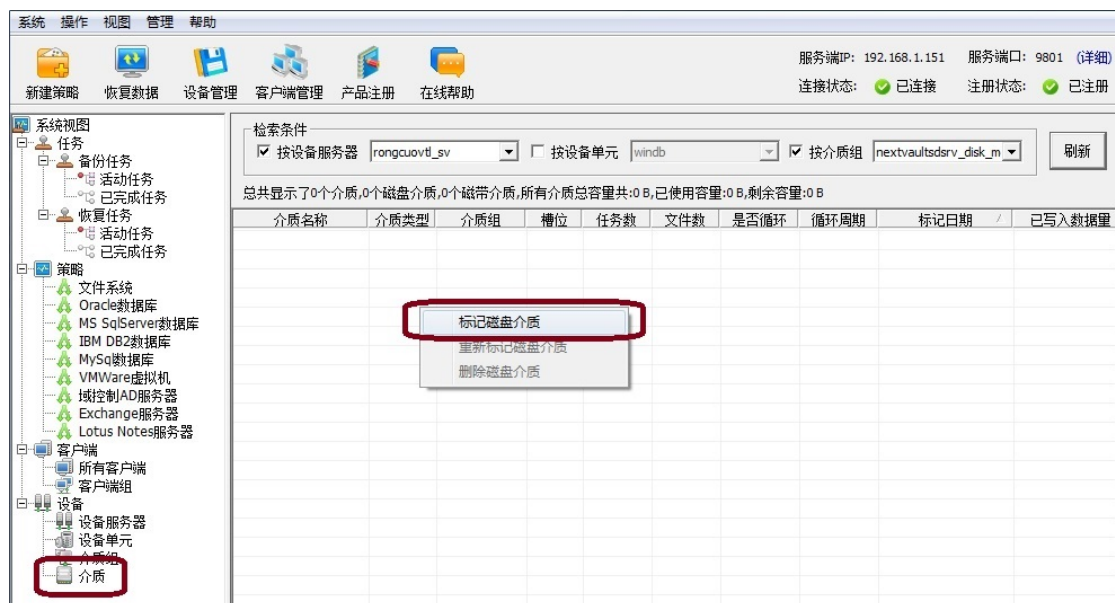 系统 操作 视图 管理 帮助
新建策略 恢复数据 设备管理 客户端管理 产品注册 在线帮助
服务端IP: 192.168.1.151 服务端口: 9801 (详细)
连接状态: 已连接 注册状态: 已注册
系统视图
任务
备份任务
活动任务
已完成任务
恢复任务
活动任务
已完成任务
策略
文件系统
Oracle数据库
MS SqlServer数据库
IBM DB2数据库
MySql数据库
VMWare虚拟机
域控制AD服务器
Exchange服务器
Lotus Notes服务器
客户端
所有客户端
客户端组
设备
设备服务器
设备单元
介质组
介质
检索条件
按设备服务器 rongcuovtl_sv 按设备单元 windb 按介质组 nextvaultsdsrv_disk_m 刷新
总共显示了0个介质,0个磁盘介质,0个磁带介质,所有介质总容量共:0 B,已使用容量:0 B,剩余容量:0 B
介质名称 介质类型 介质组 槽位 任务数 文件数 是否循环 循环周期 标记日期 已写入数据量
标记磁盘介质
重新标记磁盘介质
删除磁盘介质